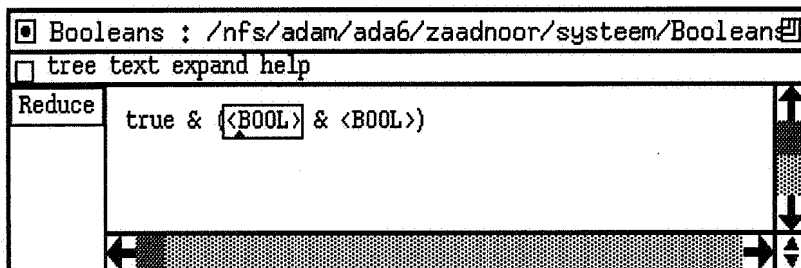 Booleans : /nfs/adam/ada6/zaadnoor/systeem/Booleans
tree text expand help
Reduce
true & (<BOOL> & <BOOL>)